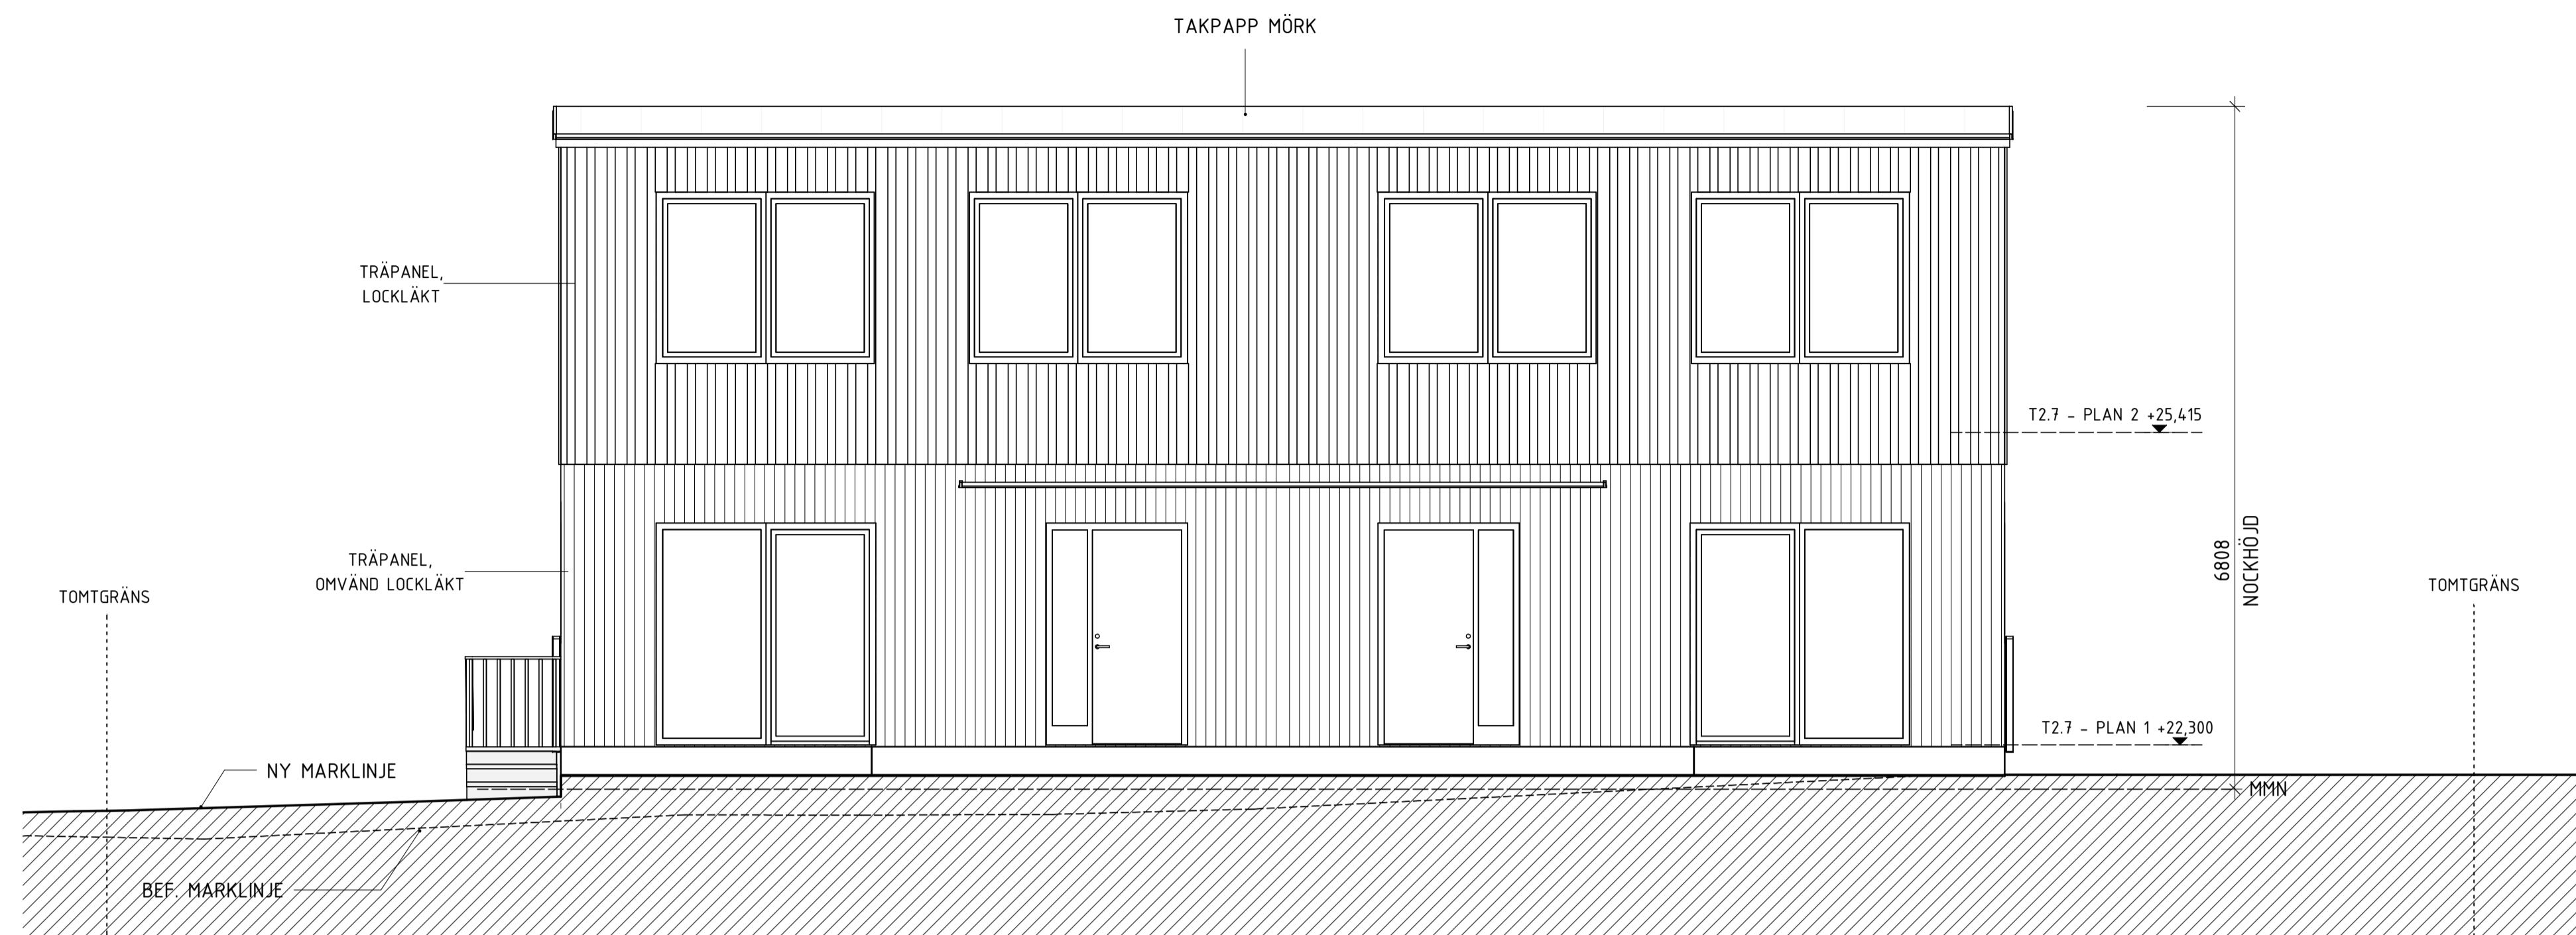 TAKPAPP MÖRK
TRÄPANEL,
LOCKLÄKT
T2.7 - PLAN 2 +25,415
TRÄPANEL,
OMVÄND LOCKLÄKT
6808
NOCKHÖJD
TOMTGRÄNS
TOMTGRÄNS
T2.7 - PLAN 1 +22,300
NY MARKLINJE
MMN
BEF. MARKLINJE